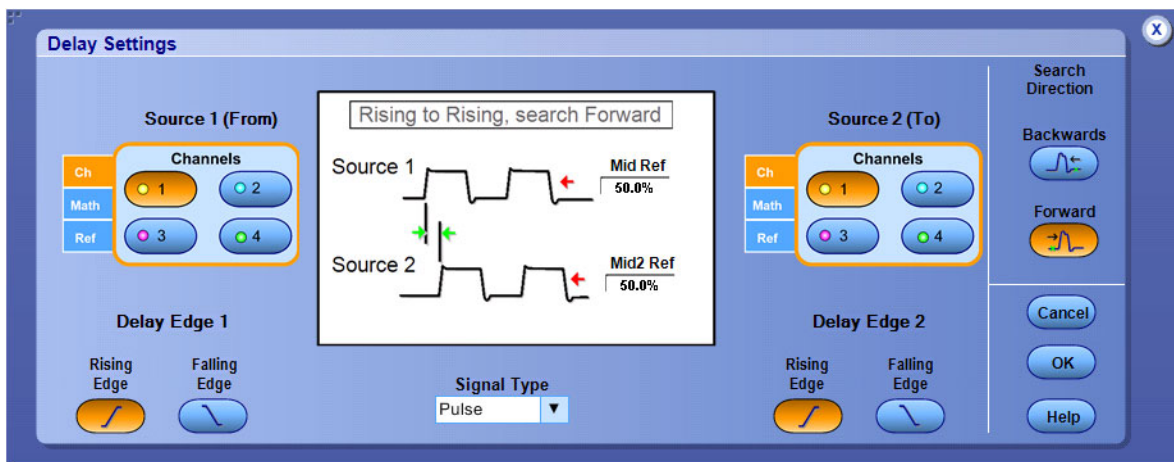 X
Delay Settings
Source 1 (From)
Ch
Math
Ref
Channels
1
2
3
4
Delay Edge 1
Rising
Edge
Falling
Edge
Rising to Rising, search Forward
Source 1
Mid Ref
50.0%
Source 2
Mid2 Ref
50.0%
Signal Type
Pulse
Source 2 (To)
Ch
Math
Ref
Channels
1
2
3
4
Delay Edge 2
Rising
Edge
Falling
Edge
Search
Direction
Backwards
Forward
Cancel
OK
Help